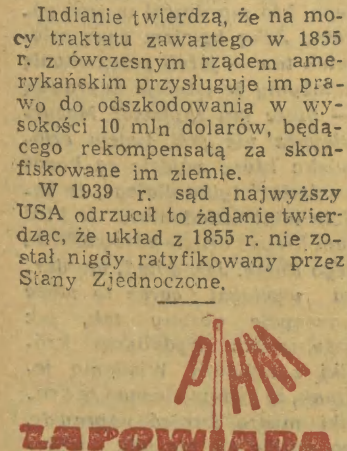 Indianie twierdzą, że na mo-
cy traktatu zawartego w 1855
r. z ówczesnym rządem ame-
rykańskim przysługuje im pra-
wo do odszkodowania w wy-
sokości 10 mln dolarów, będą-
cego rekompensatą za skon-
fiskowane im ziemie.
W 1939 r. sąd najwyższy
USA odrzucił to żądanie twier-
dząc, że układ z 1855 r. nie zo-
stał nigdy ratyfikowany przez
Stany Zjednoczone.
PIHM
ZAPOWIADA